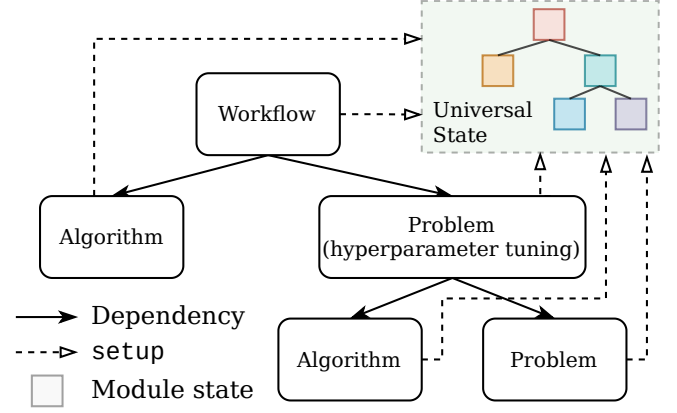 Universal
State
Workflow
Algorithm
Problem
(hyperparameter tuning)
Algorithm
Problem
Dependency
setup
Module state